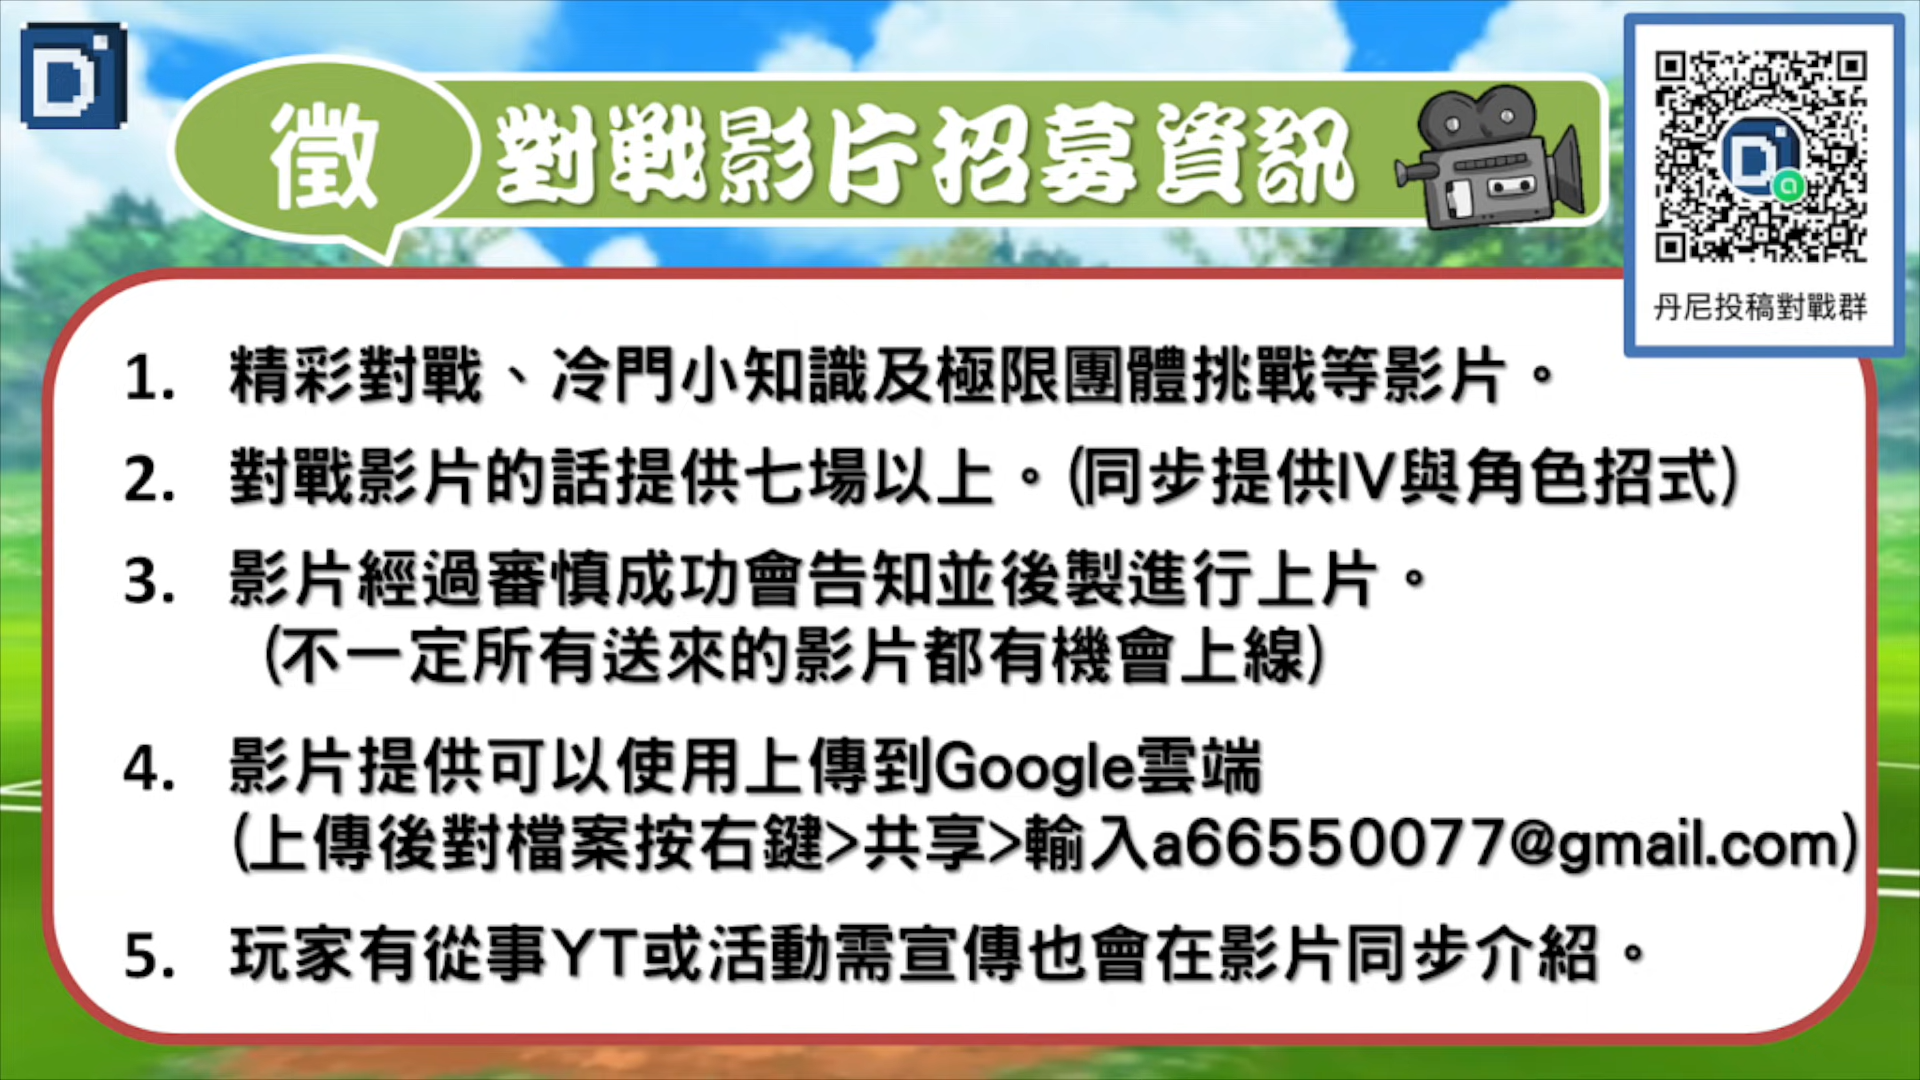 D
徵 對戰影片招募資訊
丹尼投稿對戰群
1. 精彩對戰、冷門小知識及極限團體挑戰等影片。
2. 對戰影片的話提供七場以上。(同步提供IV與角色招式)
3. 影片經過審慎成功會告知並後製進行上片。
(不一定所有送來的影片都有機會上線)
4. 影片提供可以使用上傳到Google雲端
(上傳後對檔案按右鍵>共享>輸入a66550077@gmail.com)
5. 玩家有從事YT或活動需宣傳也會在影片同步介紹。